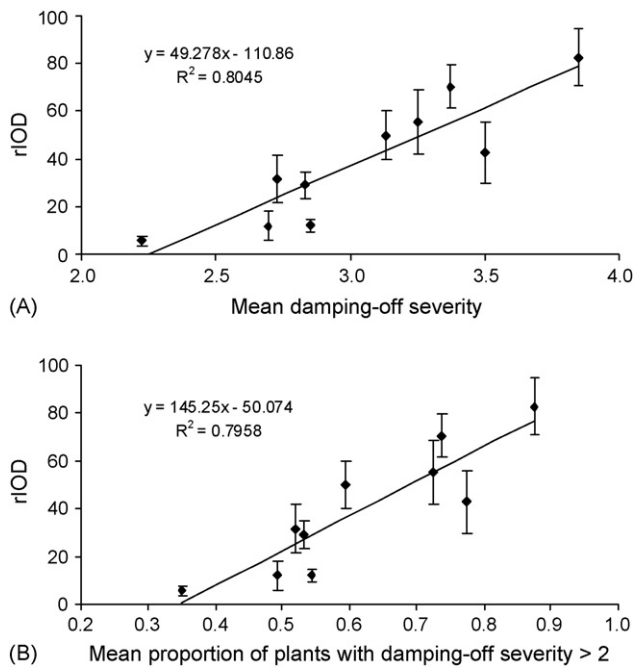 100
80
60
40
20
0
rIOD
y = 49.278x - 110.86
R² = 0.8045
2.0 2.5 3.0 3.5 4.0
(A) Mean damping-off severity
100
80
60
40
20
0
rIOD
y = 145.25x - 50.074
R² = 0.7958
0.2 0.3 0.4 0.5 0.6 0.7 0.8 0.9 1.0
(B) Mean proportion of plants with damping-off severity > 2